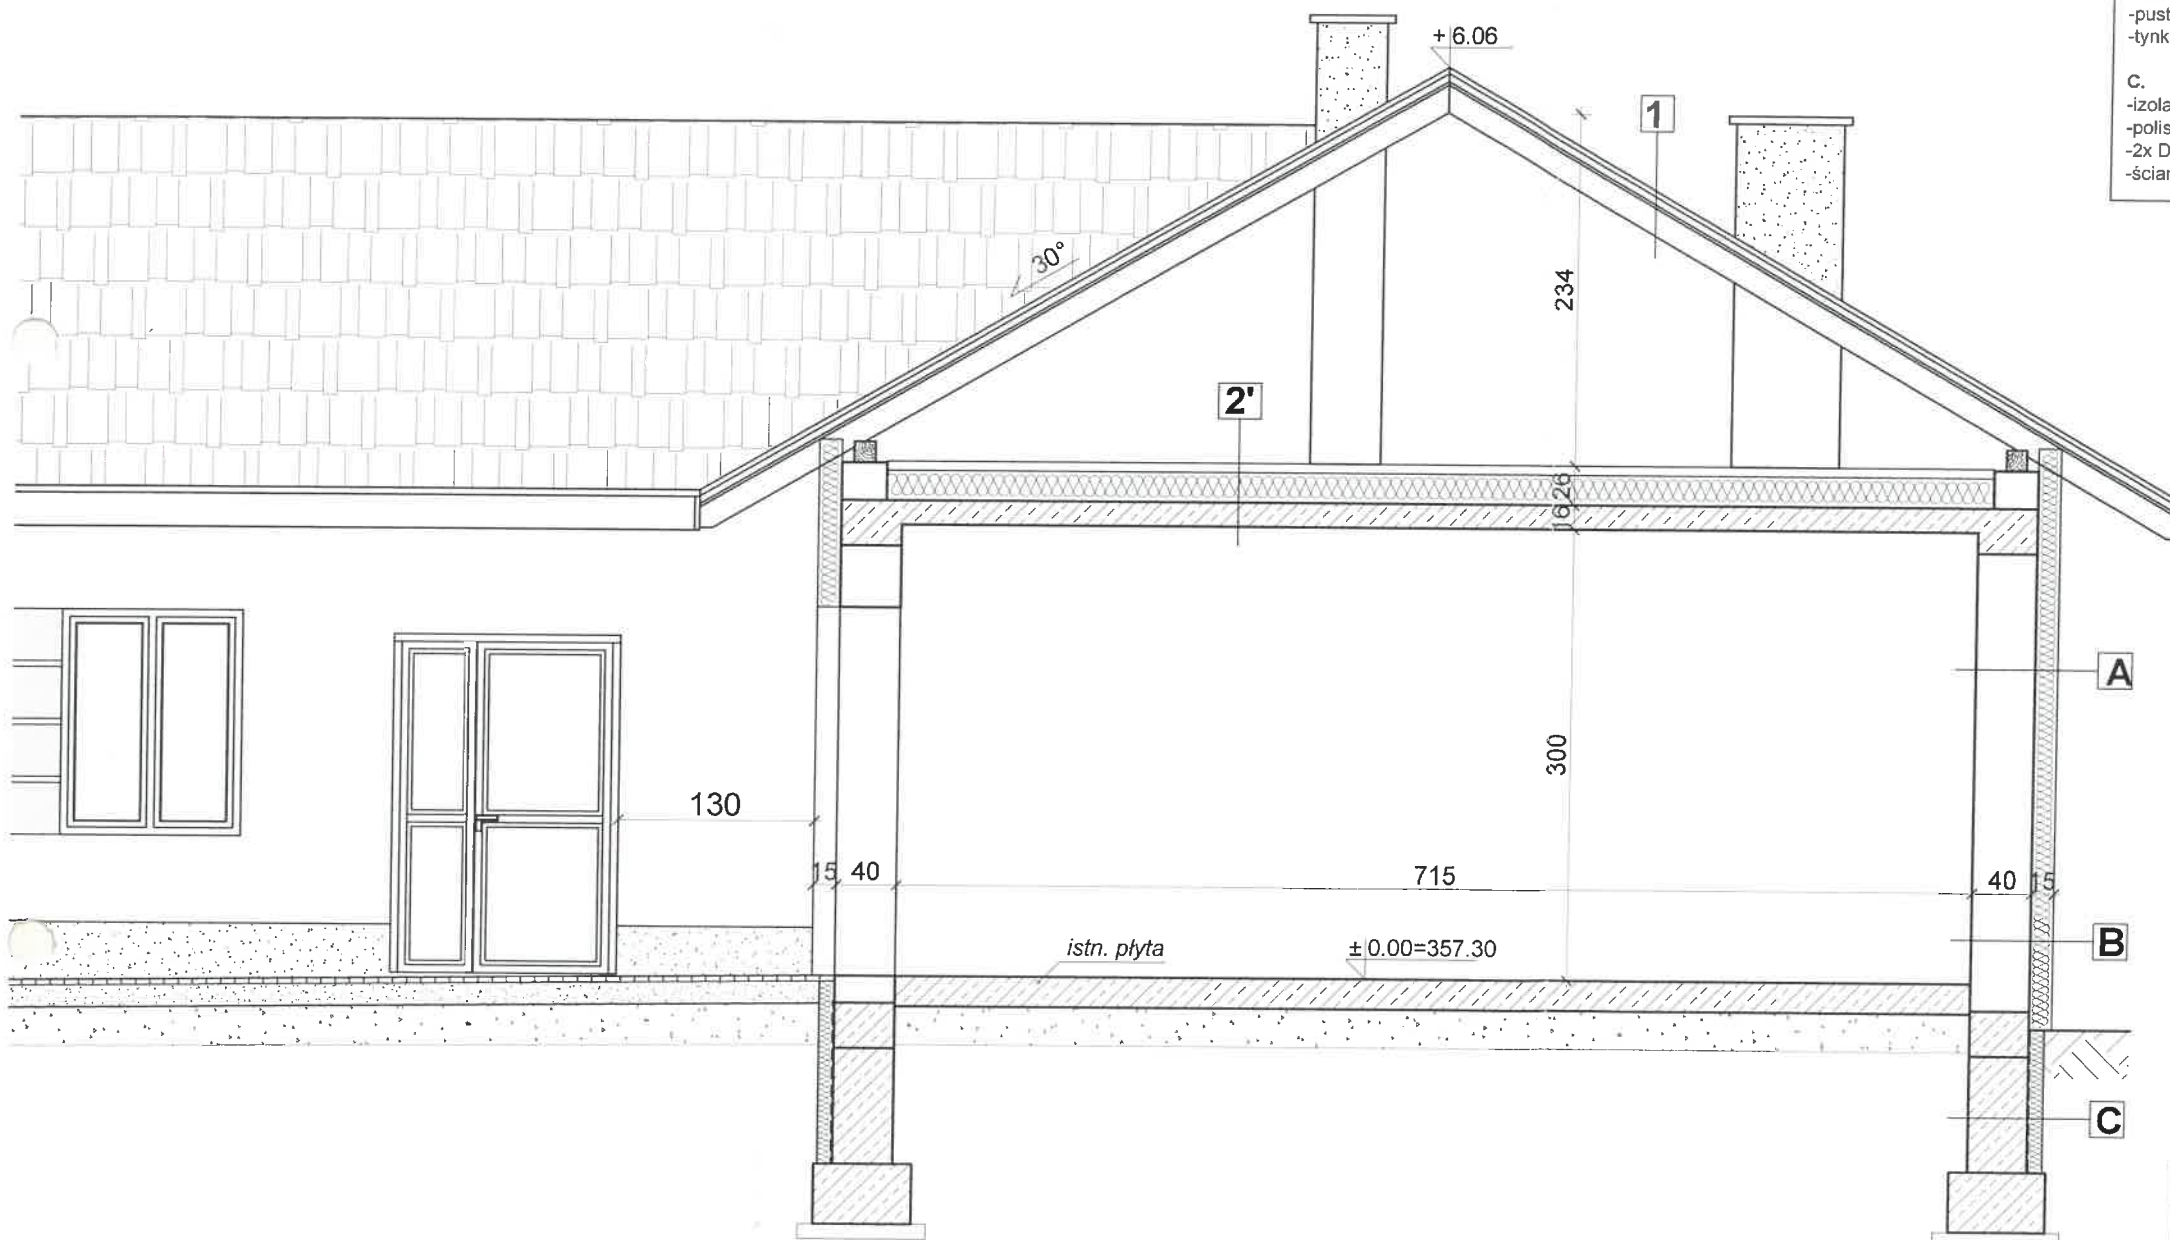 -pust
-tynk
C.
-izola
-polis
-2x D
-ścian
+6.06
1
30°
234
2'
26
16
A
300
130
15 40 715 40 15
istn. płyta
±0.00=357.30
B
C